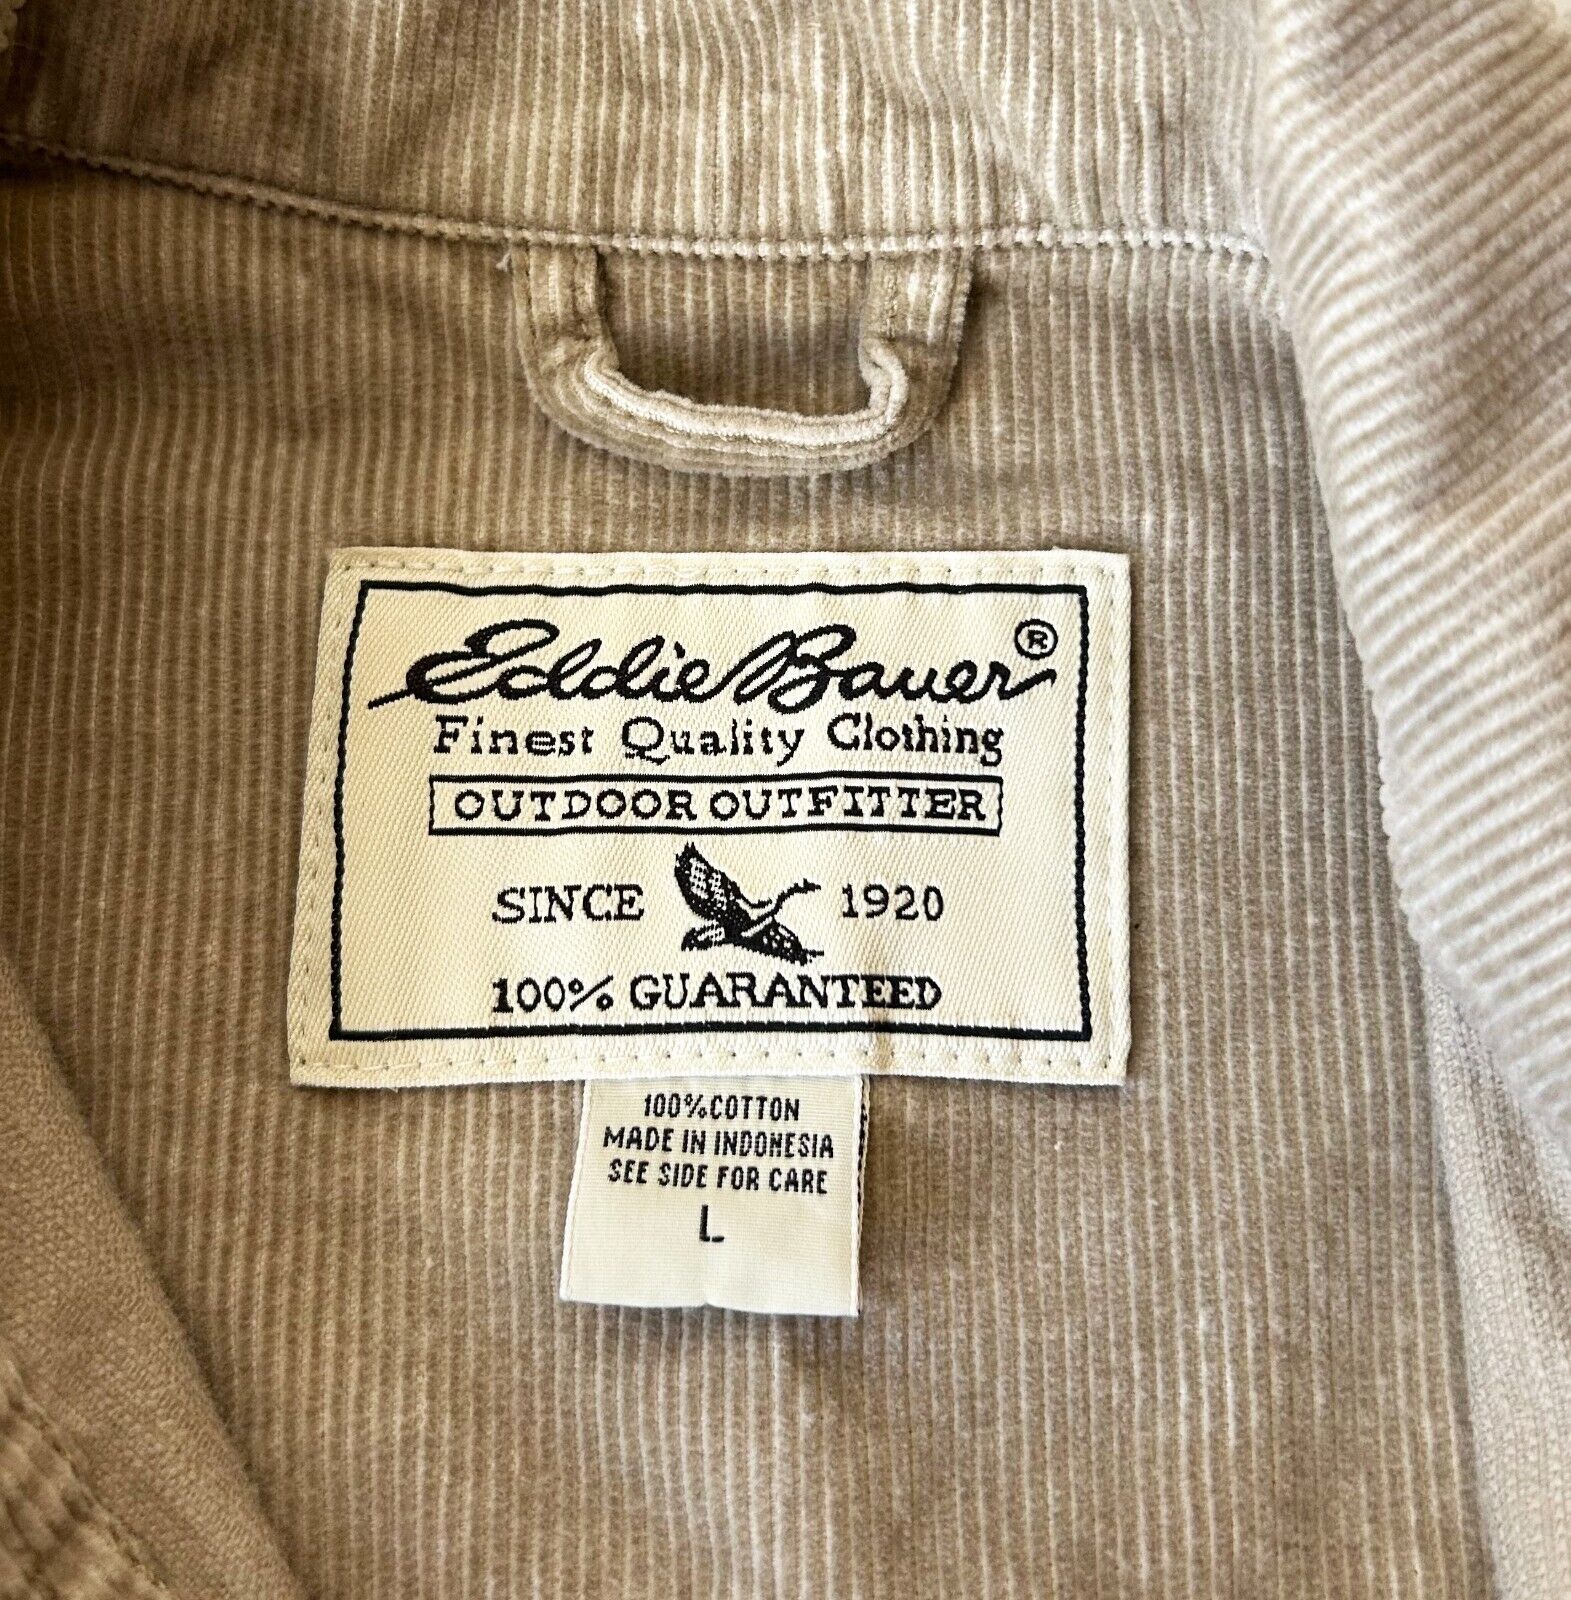 Eddie Bauer®
Finest Quality Clothing
OUTDOOR OUTFITTER
SINCE 1920
100% GUARANTEED
100% COTTON
MADE IN INDONESIA
SEE SIDE FOR CARE
L